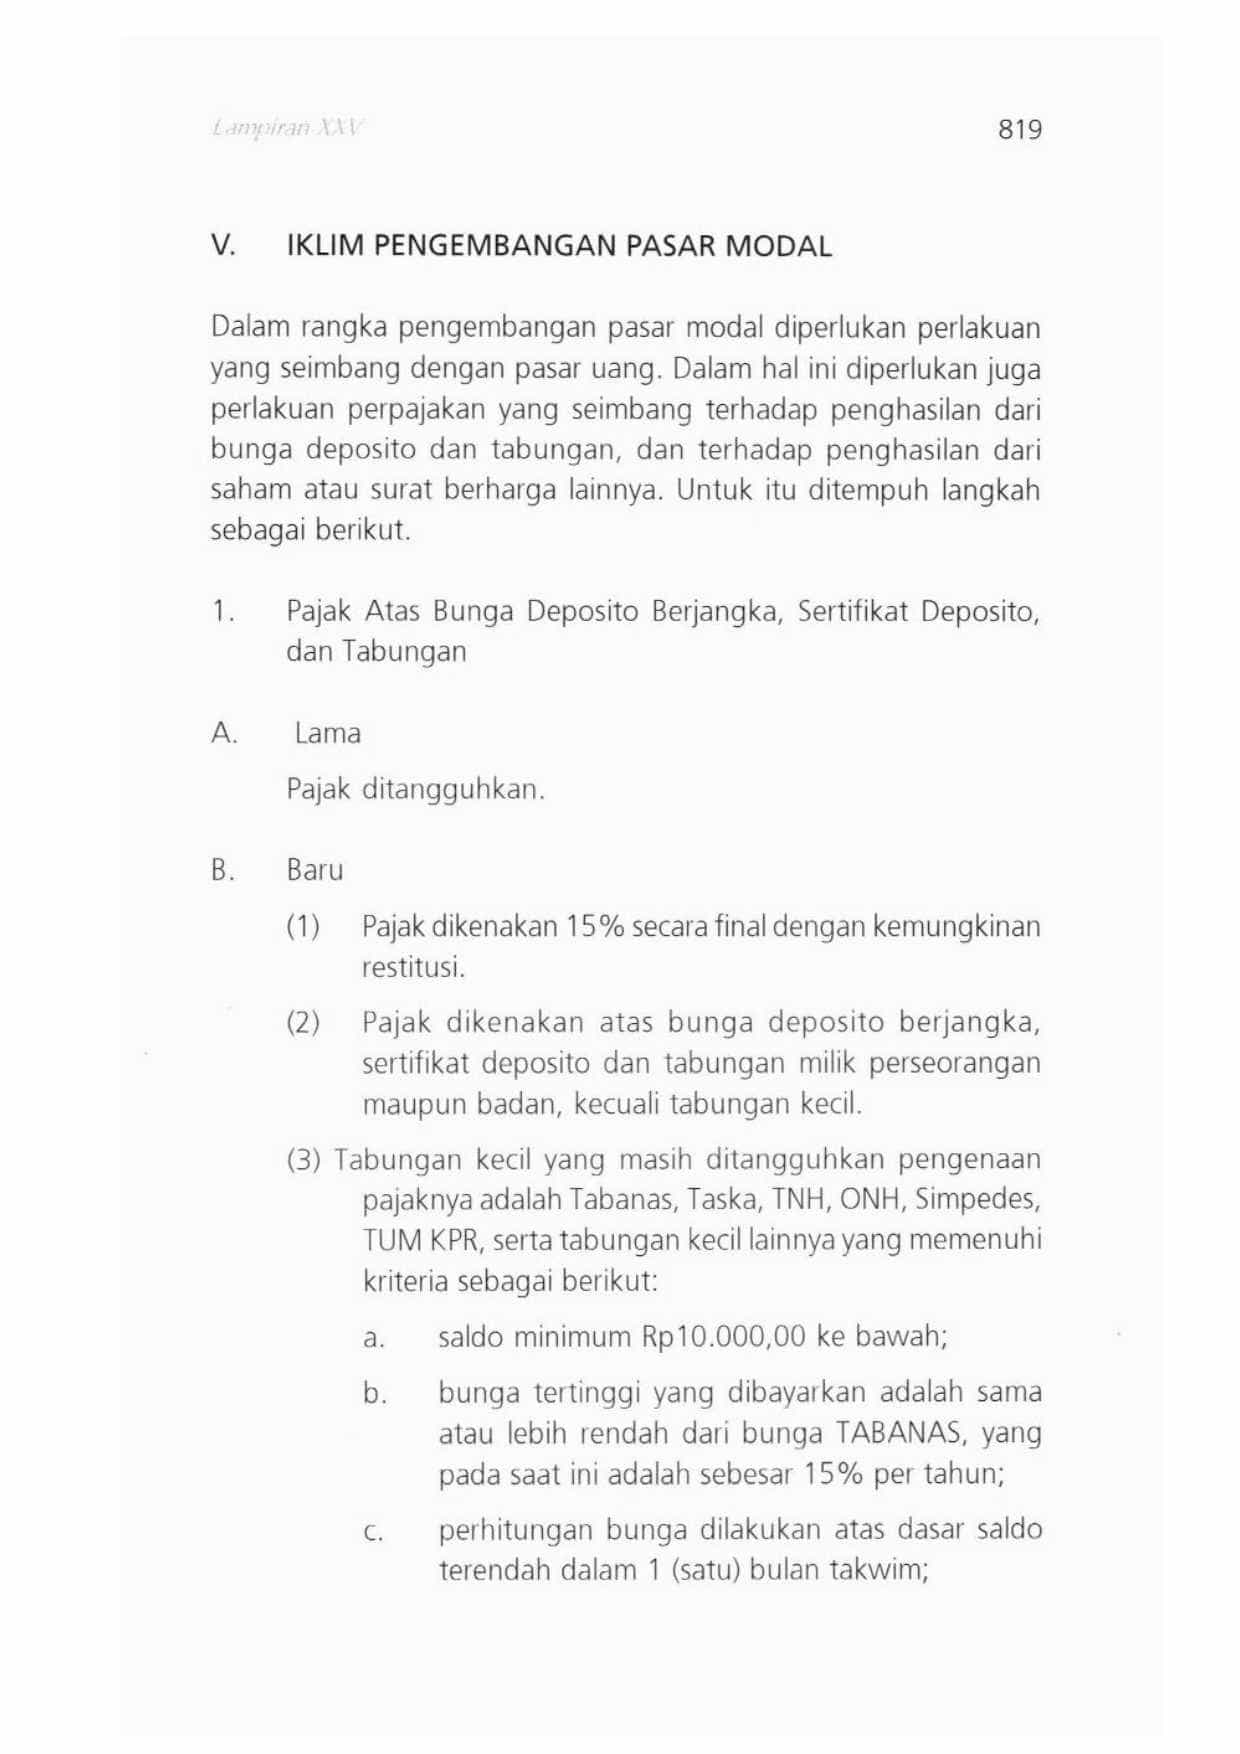 Lampiran XXV
819
V. IKLIM PENGEMBANGAN PASAR MODAL
Dalam rangka pengembangan pasar modal diperlukan perlakuan
yang seimbang dengan pasar uang. Dalam hal ini diperlukan juga
perlakuan perpajakan yang seimbang terhadap penghasilan dari
bunga deposito dan tabungan, dan terhadap penghasilan dari
saham atau surat berharga lainnya. Untuk itu ditempuh langkah
sebagai berikut.
1. Pajak Atas Bunga Deposito Berjangka, Sertifikat Deposito,
dan Tabungan
A. Lama
Pajak ditangguhkan.
B. Baru
(1) Pajak dikenakan 15% secara final dengan kemungkinan
restitusi.
(2) Pajak dikenakan atas bunga deposito berjangka,
sertifikat deposito dan tabungan milik perseorangan
maupun badan, kecuali tabungan kecil.
(3) Tabungan kecil yang masih ditangguhkan pengenaan
pajaknya adalah Tabanas, Taska, TNH, ONH, Simpedes,
TUM KPR, serta tabungan kecil lainnya yang memenuhi
kriteria sebagai berikut:
a. saldo minimum Rp10.000,00 ke bawah;
b. bunga tertinggi yang dibayarkan adalah sama
atau lebih rendah dari bunga TABANAS, yang
pada saat ini adalah sebesar 15% per tahun;
c. perhitungan bunga dilakukan atas dasar saldo
terendah dalam 1 (satu) bulan takwim;